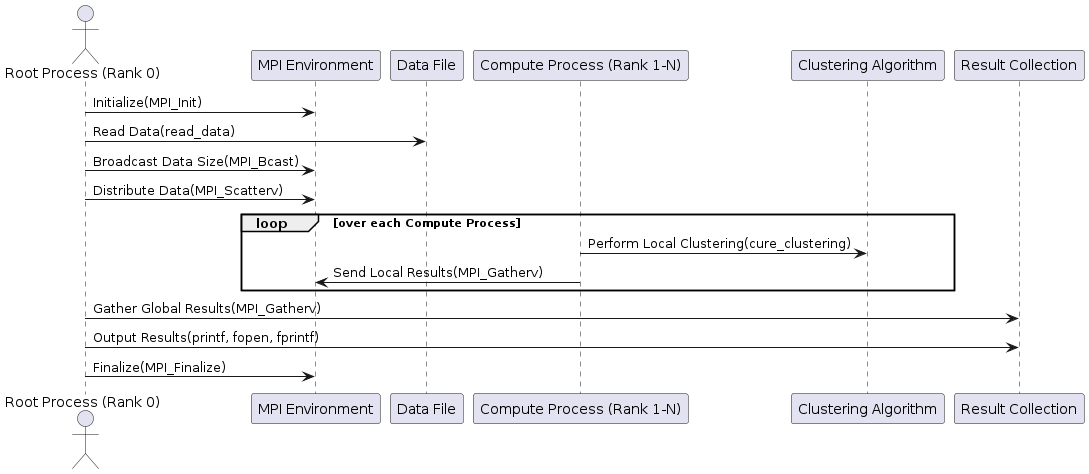 Root Process (Rank 0)
MPI Environment
Data File
Compute Process (Rank 1-N)
Clustering Algorithm
Result Collection
Initialize(MPI_Init)
Read Data(read_data)
Broadcast Data Size(MPI_Bcast)
Distribute Data(MPI_Scatterv)
loop
[over each Compute Process]
Perform Local Clustering(cure_clustering)
Send Local Results(MPI_Gatherv)
Gather Global Results(MPI_Gatherv)
Output Results(printf, fopen, fprintf)
Finalize(MPI_Finalize)
Root Process (Rank 0)
MPI Environment
Data File
Compute Process (Rank 1-N)
Clustering Algorithm
Result Collection